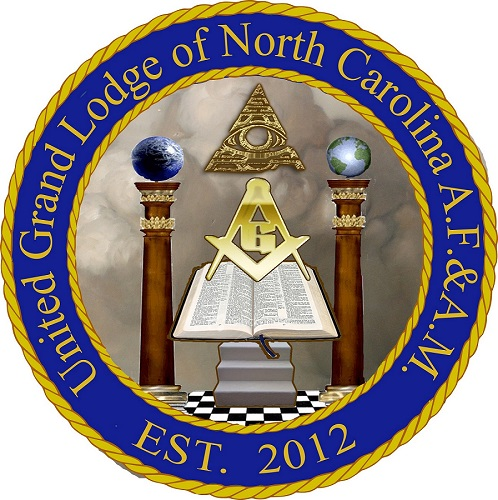 United Grand Lodge of North Carolina A.F.&A.M.
G
EST. 2012